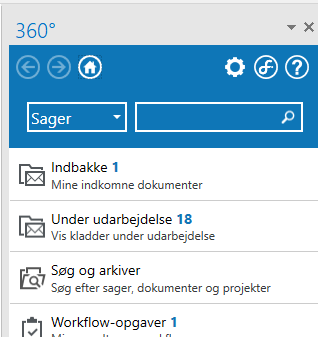 360°
Sager
Indbakke 1
Mine indkomne dokumenter
Under udarbejdelse 18
Vis kladder under udarbejdelse
Søg og arkiver
Søg efter sager, dokumenter og projekter
Workflow-opgaver 1